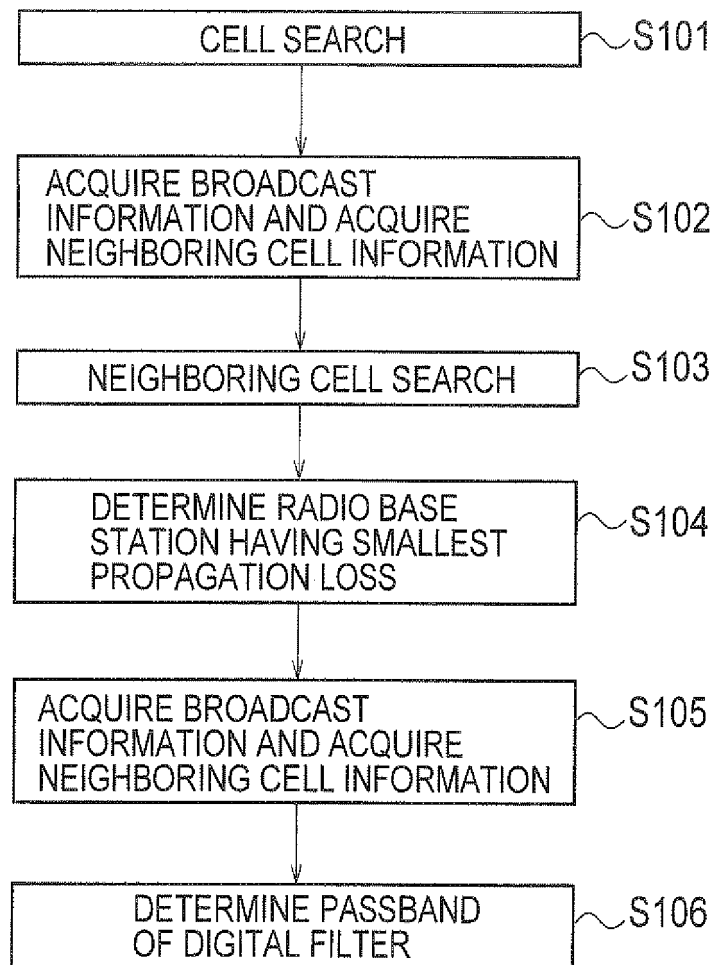 CELL SEARCH
S101
ACQUIRE BROADCAST
INFORMATION AND ACQUIRE
NEIGHBORING CELL INFORMATION
S102
NEIGHBORING CELL SEARCH
S103
DETERMINE RADIO BASE
STATION HAVING SMALLEST
PROPAGATION LOSS
S104
ACQUIRE BROADCAST
INFORMATION AND ACQUIRE
NEIGHBORING CELL INFORMATION
S105
DETERMINE PASSBAND
OF DIGITAL FILTER
S106